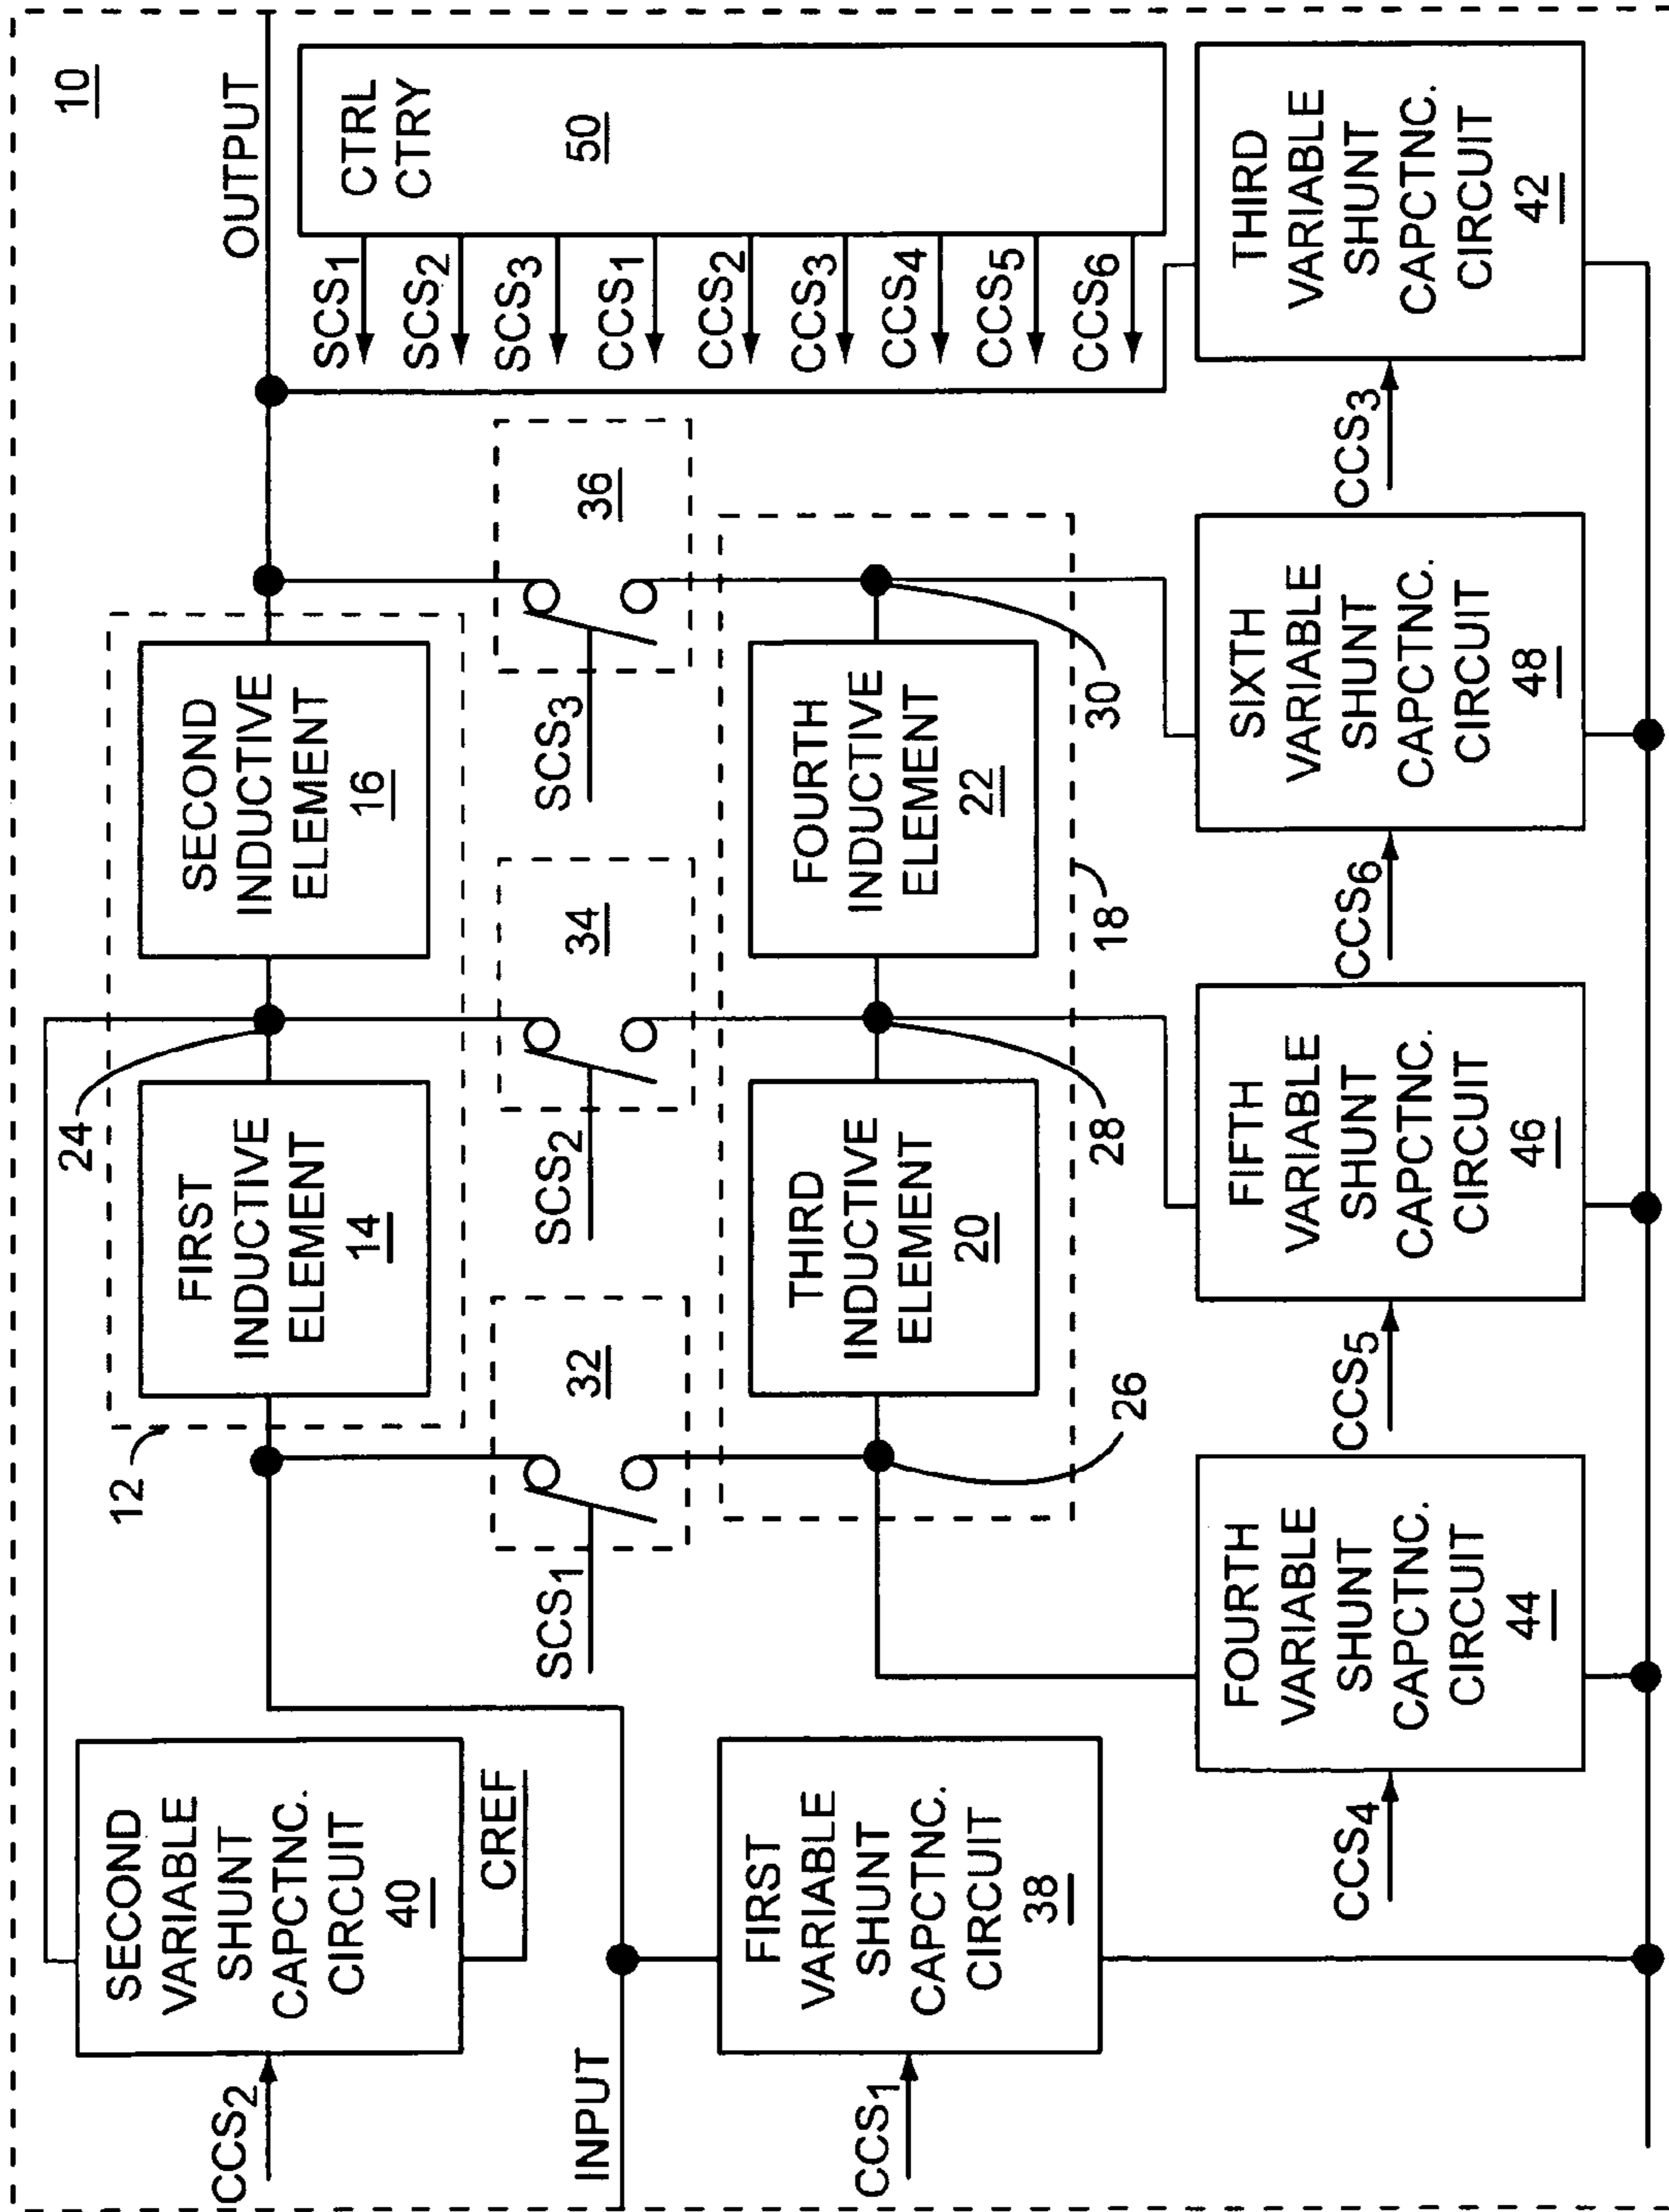 10
OUTPUT
CTRL
CTRY
50
SCS1
SCS2
SCS3
CCS1
CCS2
CCS3
CCS4
CCS5
CCS6
SECOND
VARIABLE
SHUNT
CAPCTNC.
CIRCUIT
40
CCS2
CREF
24
12
FIRST
INDUCTIVE
ELEMENT
14
SECOND
INDUCTIVE
ELEMENT
16
INPUT
SCS1
32
SCS2
34
SCS3
36
FIRST
VARIABLE
SHUNT
CAPCTNC.
CIRCUIT
38
CCS1
THIRD
INDUCTIVE
ELEMENT
20
FOURTH
INDUCTIVE
ELEMENT
22
26
28
18
30
CCS4
FOURTH
VARIABLE
SHUNT
CAPCTNC.
CIRCUIT
44
CCS5
FIFTH
VARIABLE
SHUNT
CAPCTNC.
CIRCUIT
46
CCS6
SIXTH
VARIABLE
SHUNT
CAPCTNC.
CIRCUIT
48
CCS3
THIRD
VARIABLE
SHUNT
CAPCTNC.
CIRCUIT
42